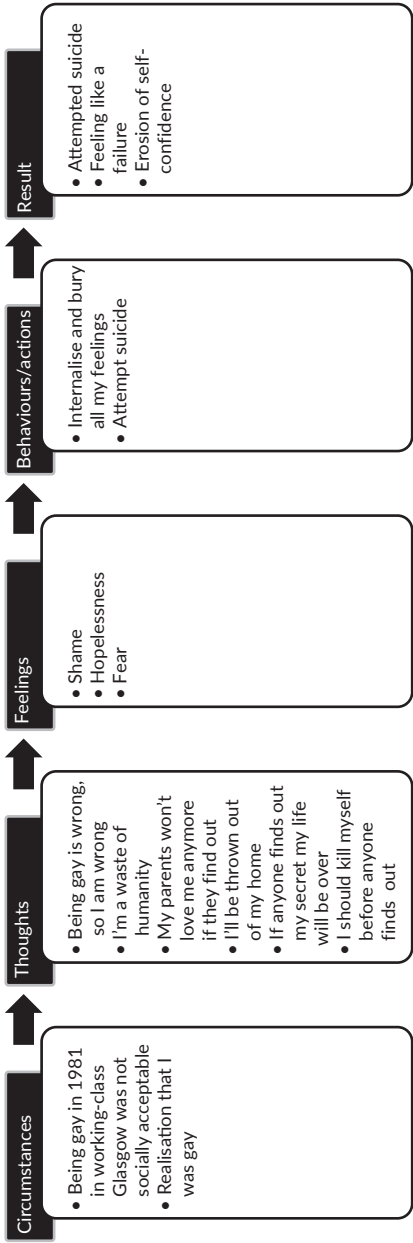 Circumstances
• Being gay in 1981
in working-class
Glasgow was not
socially acceptable
• Realisation that I
was gay
Thoughts
• Being gay is wrong,
so I am wrong
• I'm a waste of
humanity
• My parents won't
love me anymore
if they find out
• I'll be thrown out
of my home
• If anyone finds out
my secret my life
will be over
• I should kill myself
before anyone
finds out
Feelings
• Shame
• Hopelessness
• Fear
Behaviours/actions
• Internalise and bury
all my feelings
• Attempt suicide
Result
• Attempted suicide
• Feeling like a
failure
• Erosion of self-
confidence